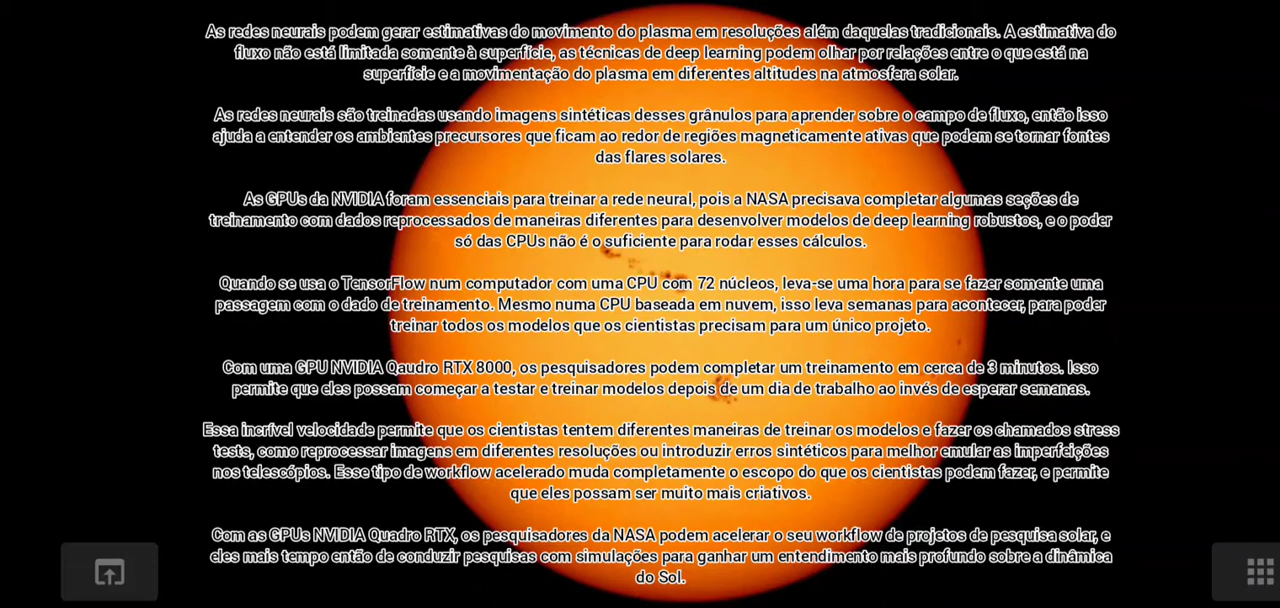 As redes neurais podem gerar estimativas do movimento do plasma em resoluções além daquelas tradicionais. A estimativa do
fluxo não está limitada somente à superfície, as técnicas de deep learning podem olhar por relações entre o que está na
superfície e a movimentação do plasma em diferentes altitudes na atmosfera solar.
As redes neurais são treinadas usando imagens sintéticas desses grânulos para aprender sobre o campo de fluxo, então isso
ajuda a entender os ambientes precursores que ficam ao redor de regiões magneticamente ativas que podem se tornar fontes
das flares solares.
As GPUs da NVIDIA foram essenciais para treinar a rede neural, pois a NASA precisava completar algumas seções de
treinamento com dados reprocessados de maneiras diferentes para desenvolver modelos de deep learning robustos, e o poder
só das CPUs não é o suficiente para rodar esses cálculos.
Quando se usa o TensorFlow num computador com uma CPU com 72 núcleos, leva-se uma hora para se fazer somente uma
passagem com o dado de treinamento. Mesmo numa CPU baseada em nuvem, isso leva semanas para acontecer, para poder
treinar todos os modelos que os cientistas precisam para um único projeto.
Com uma GPU NVIDIA Qaudro RTX 8000, os pesquisadores podem completar um treinamento em cerca de 3 minutos. Isso
permite que eles possam começar a testar e treinar modelos depois de um dia de trabalho ao invés de esperar semanas.
Essa incrível velocidade permite que os cientistas tentem diferentes maneiras de treinar os modelos e fazer os chamados stress
tests, como reprocessar imagens em diferentes resoluções ou introduzir erros sintéticos para melhor emular as imperfeições
nos telescópios. Esse tipo de workflow acelerado muda completamente o escopo do que os cientistas podem fazer, e permite
que eles possam ser muito mais criativos.
Com as GPUs NVIDIA Quadro RTX, os pesquisadores da NASA podem acelerar o seu workflow de projetos de pesquisa solar, e
eles mais tempo então de conduzir pesquisas com simulações para ganhar um entendimento mais profundo sobre a dinâmica
do Sol.